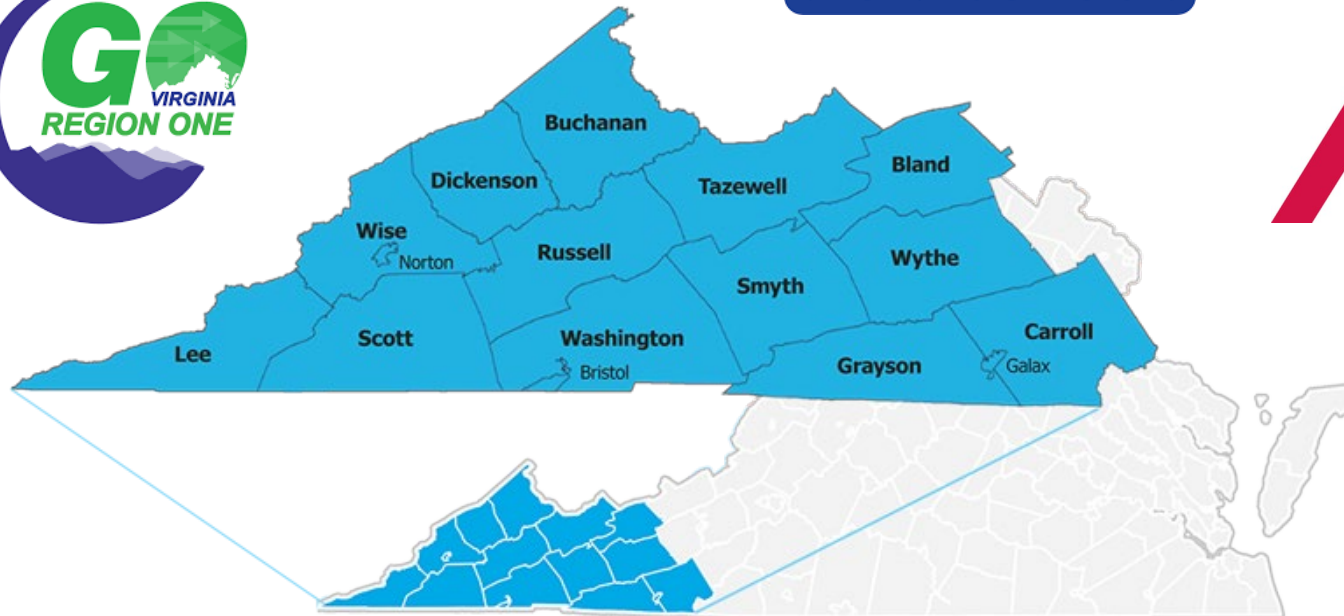 GO
VIRGINIA
REGION ONE
Buchanan
Dickenson
Bland
Tazewell
Wise
Norton
Russell
Wythe
Smyth
Lee
Scott
Washington
Bristol
Carroll
Grayson
Galax